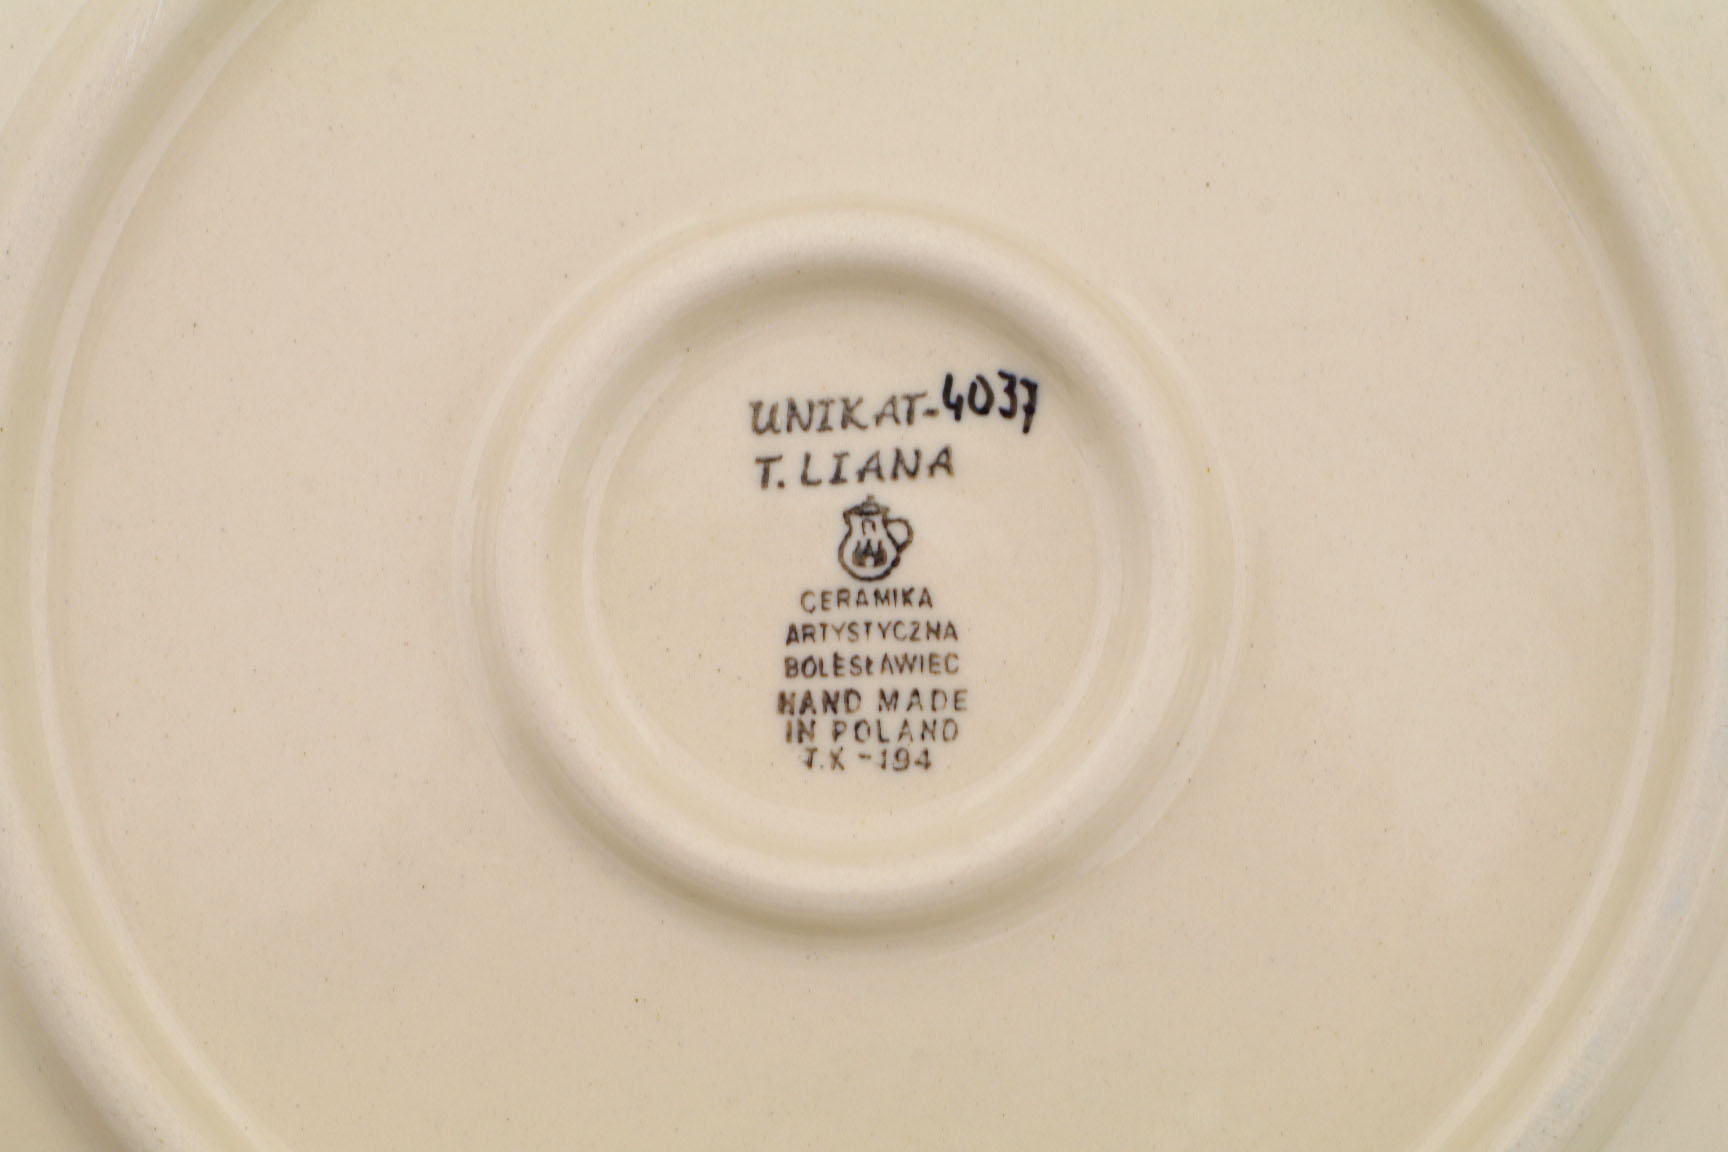 UNIKAT-4037
T. LIANA
CERAMIKA
ARTYSTYCZNA
BOLESŁAWIEC
HAND MADE
IN POLAND
T.K -194